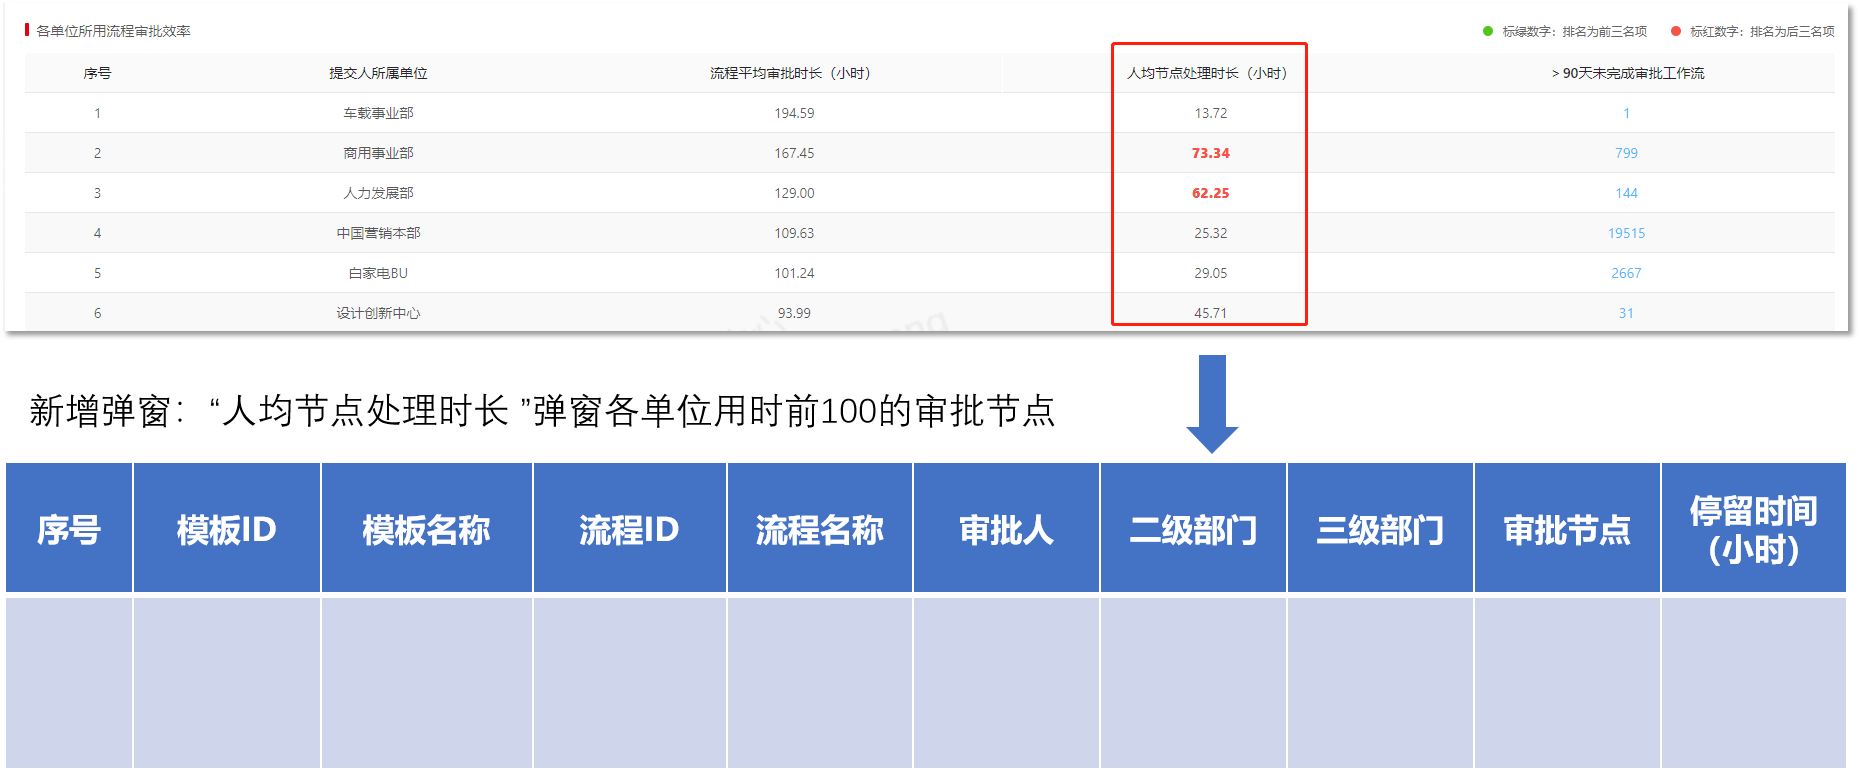 各单位所用流程审批效率
标绿数字：排名为前三名项 标红数字：排名为后三名项
序号 提交人所属单位 流程平均审批时长（小时） 人均节点处理时长（小时） > 90天未完成审批工作流
1 车载事业部 194.59 13.72 1
2 商用事业部 167.45 73.34 799
3 人力发展部 129.00 62.25 144
4 中国营销本部 109.63 25.32 19515
5 白家电BU 101.24 29.05 2667
6 设计创新中心 93.99 45.71 31
新增弹窗：“人均节点处理时长 ”弹窗各单位用时前100的审批节点
序号 模板ID 模板名称 流程ID 流程名称 审批人 二级部门 三级部门 审批节点 停留时间
（小时）